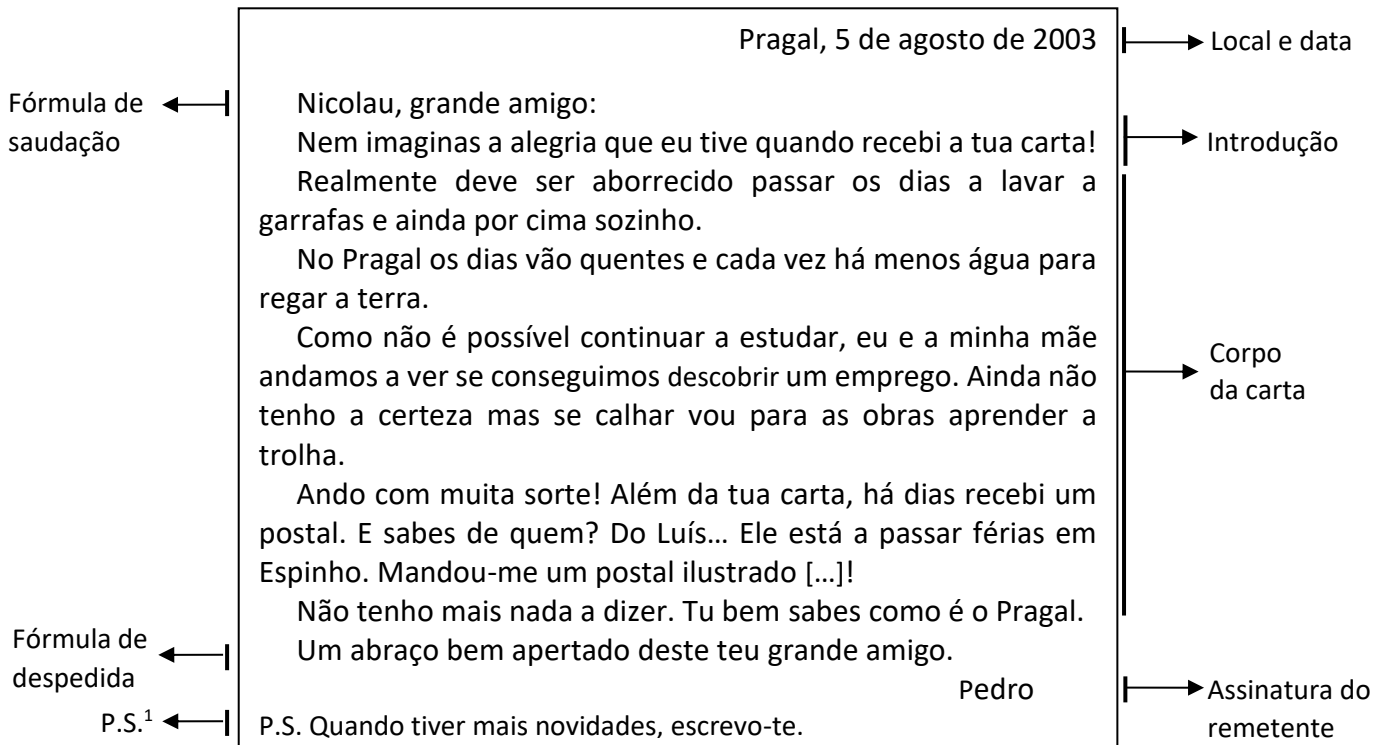 Pragal, 5 de agosto de 2003
Local e data
Fórmula de
saudação
Nicolau, grande amigo:
Nem imaginas a alegria que eu tive quando recebi a tua carta!
Introdução
Realmente deve ser aborrecido passar os dias a lavar a
garrafas e ainda por cima sozinho.
No Pragal os dias vão quentes e cada vez há menos água para
regar a terra.
Como não é possível continuar a estudar, eu e a minha mãe
andamos a ver se conseguimos descobrir um emprego. Ainda não
tenho a certeza mas se calhar vou para as obras aprender a
trolha.
Corpo
da carta
Ando com muita sorte! Além da tua carta, há dias recebi um
postal. E sabes de quem? Do Luís… Ele está a passar férias em
Espinho. Mandou-me um postal ilustrado […]!
Não tenho mais nada a dizer. Tu bem sabes como é o Pragal.
Fórmula de
despedida
Um abraço bem apertado deste teu grande amigo.
Pedro
Assinatura do
remetente
P.S.¹
P.S. Quando tiver mais novidades, escrevo-te.